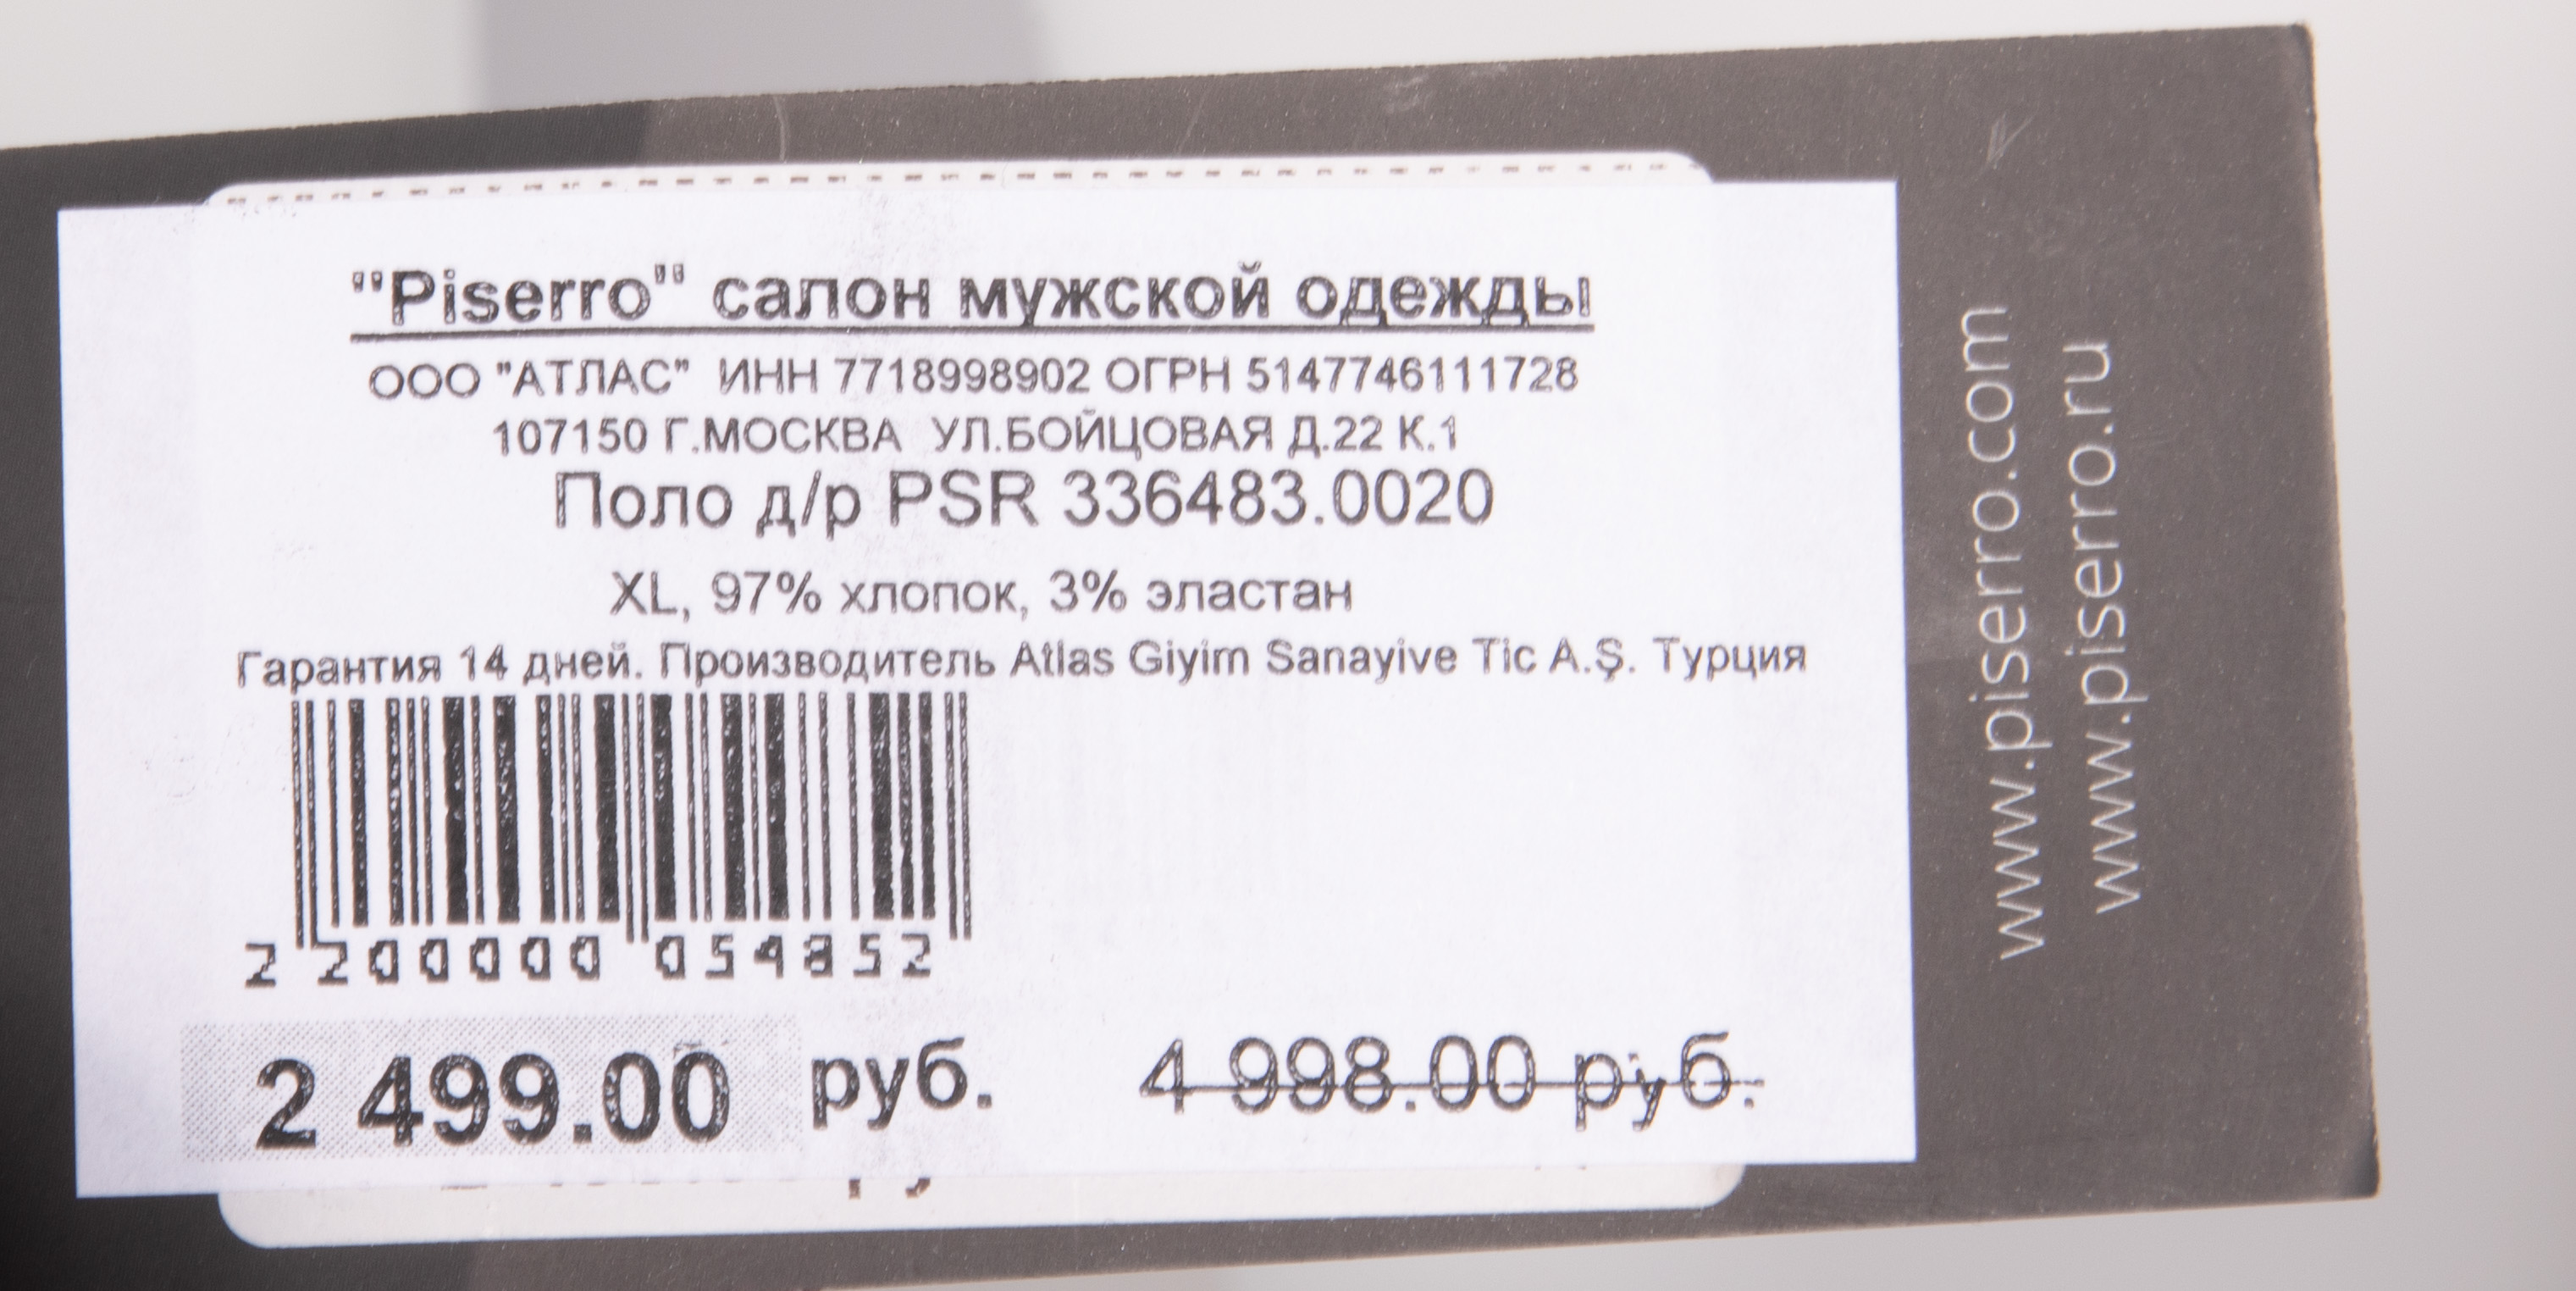 "Piserro" салон мужской одежды
ООО "АТЛАС" ИНН 7718998902 ОГРН 5147746111728
107150 Г.МОСКВА УЛ.БОЙЦОВАЯ Д.22 К.1
Поло д/р PSR 336483.0020
XL, 97% хлопок, 3% эластан
Гарантия 14 дней. Производитель Atlas Giyim Sanayive Tic A.Ş. Турция
2 200000 054852
2 499.00 руб. 4 998.00 руб.
www.piserro.com
www.piserro.ru